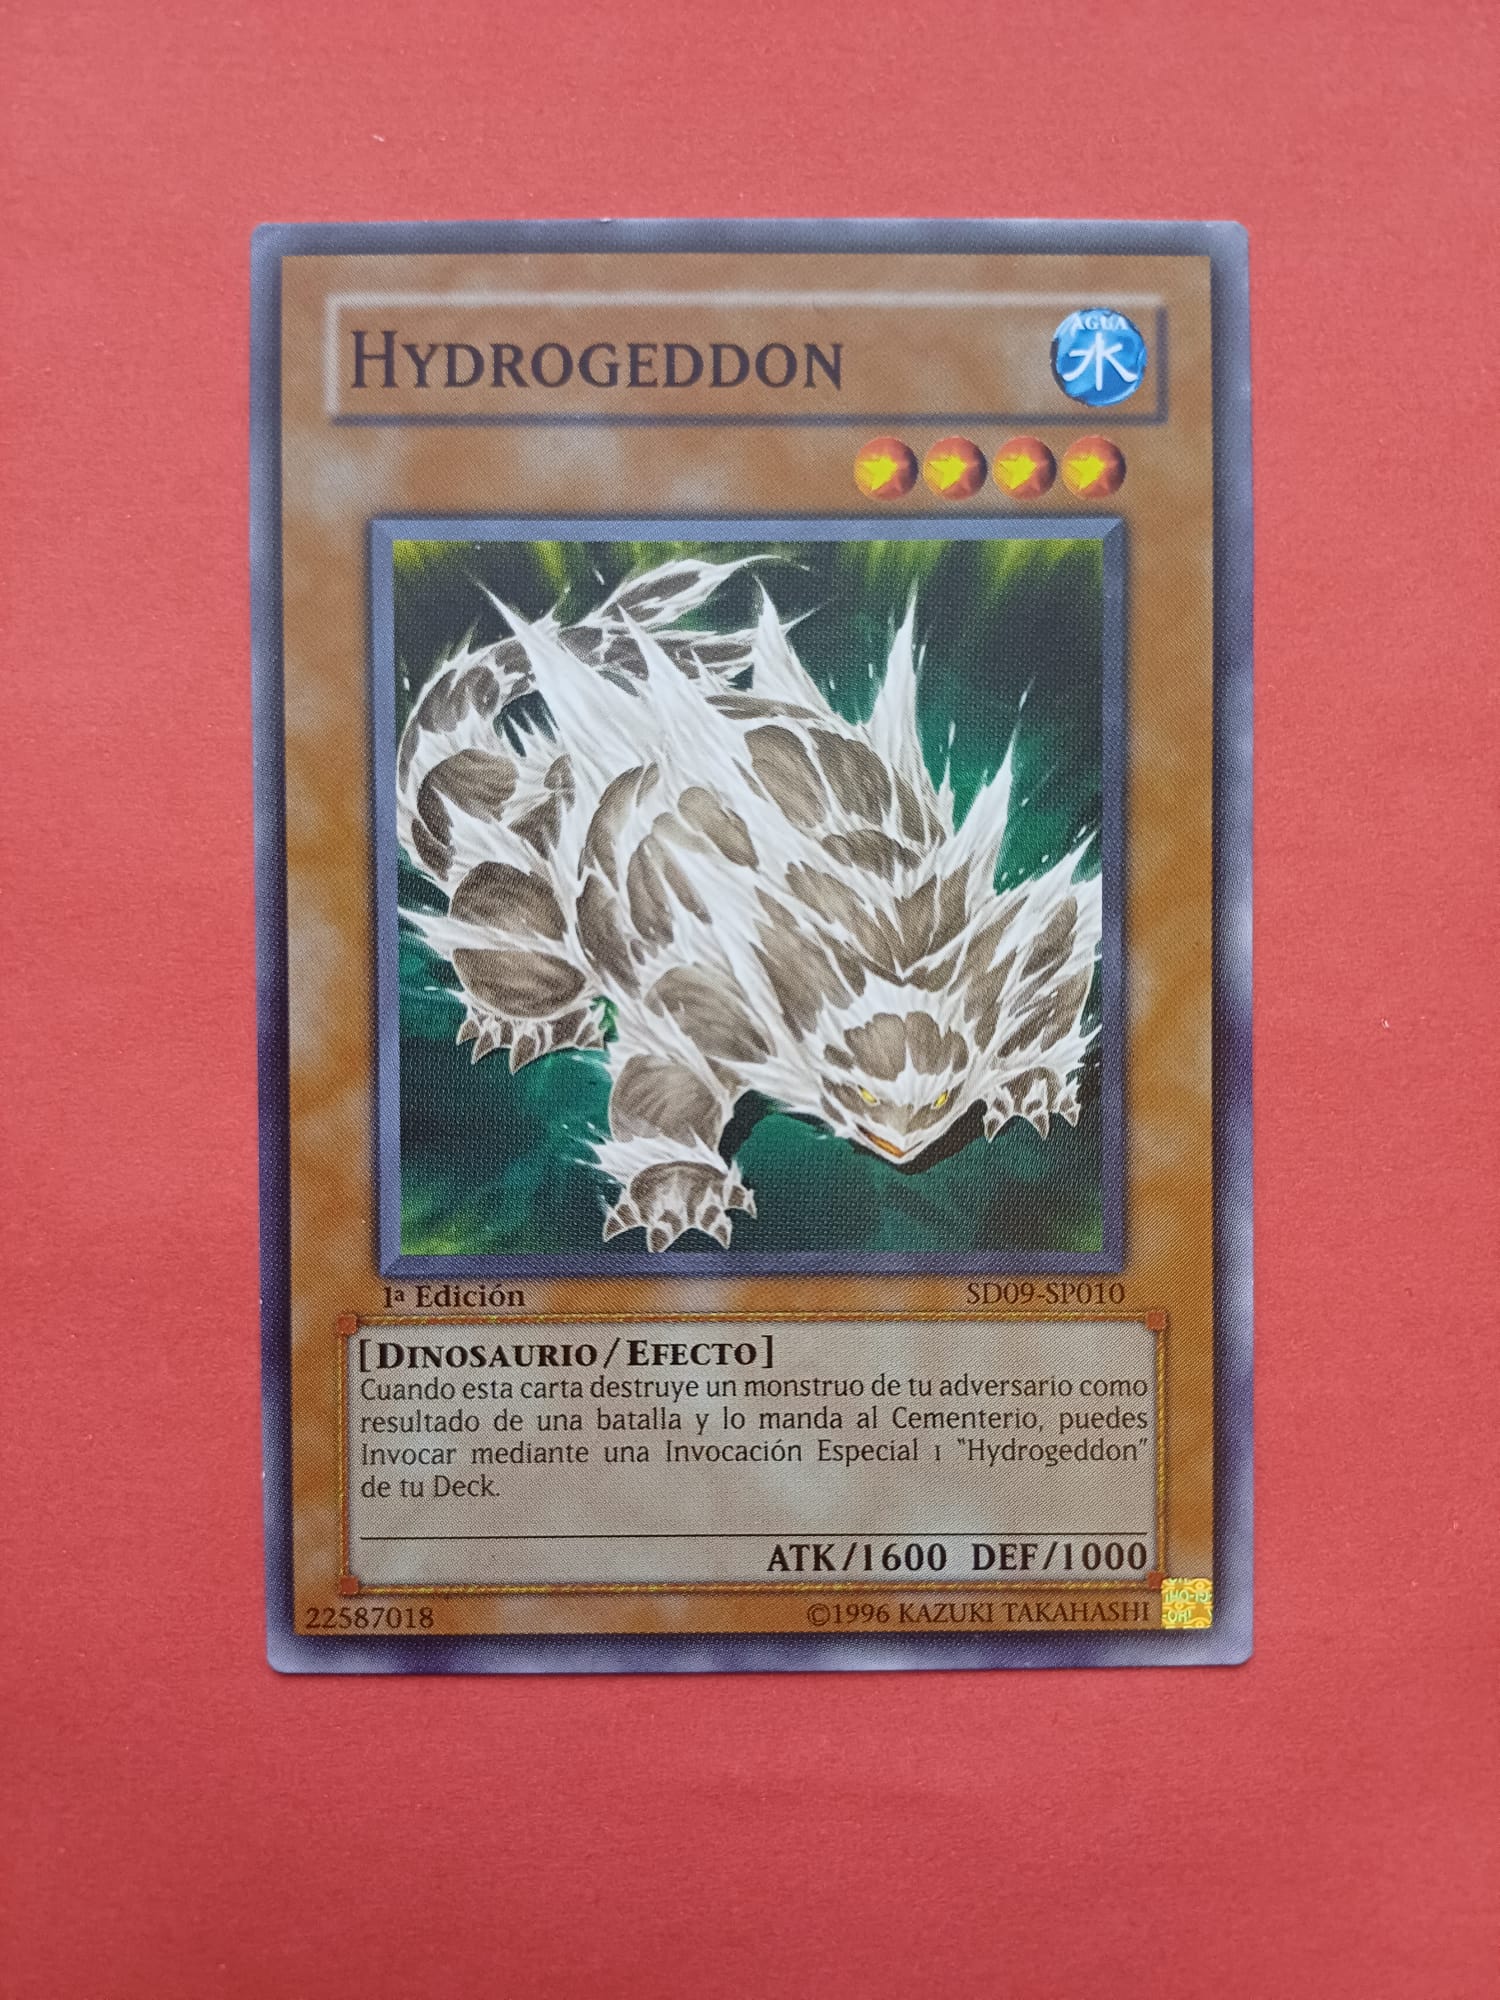 HYDROGEDDON
AGUA
水
1ª Edición
SD09-SP010
[DINOSAURIO/EFECTO]
Cuando esta carta destruye un monstruo de tu adversario como
resultado de una batalla y lo manda al Cementerio, puedes
Invocar mediante una Invocación Especial 1 "Hydrogeddon"
de tu Deck.
ATK/1600 DEF/1000
22587018
©1996 KAZUKI TAKAHASHI